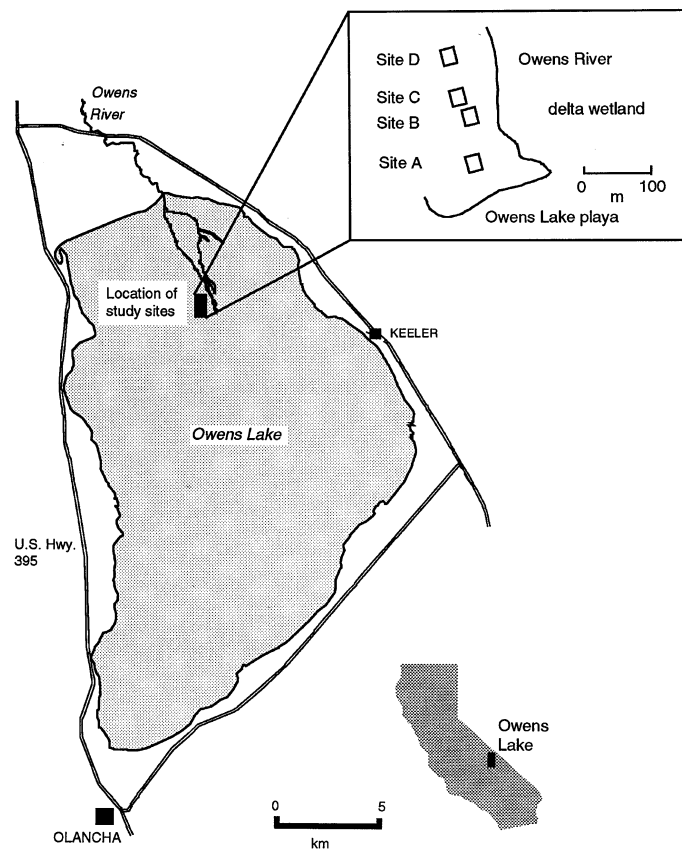 Owens
River
Site D
Owens River
Site C
delta wetland
Site B
Site A
0 100
m
Owens Lake playa
Location of
study sites
KEELER
Owens Lake
U.S. Hwy.
395
Owens
Lake
0 5
km
OLANCHA